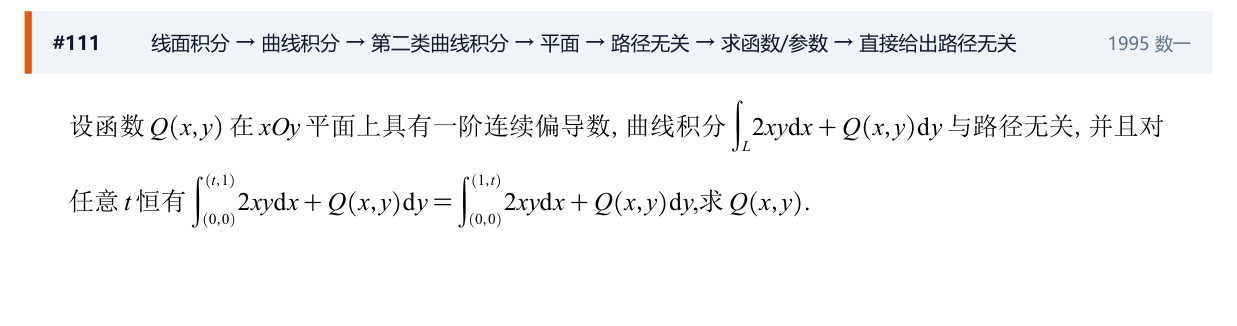 #111 线面积分 → 曲线积分 → 第二类曲线积分 → 平面 → 路径无关 → 求函数/参数 → 直接给出路径无关 1995 数一
设函数 Q(x,y) 在 xOy 平面上具有一阶连续偏导数, 曲线积分 ∫_L 2xydx + Q(x,y)dy 与路径无关, 并且对
任意 t 恒有 ∫_(0,0)^(t,1) 2xydx + Q(x,y)dy = ∫_(0,0)^(1,t) 2xydx + Q(x,y)dy,求 Q(x,y).